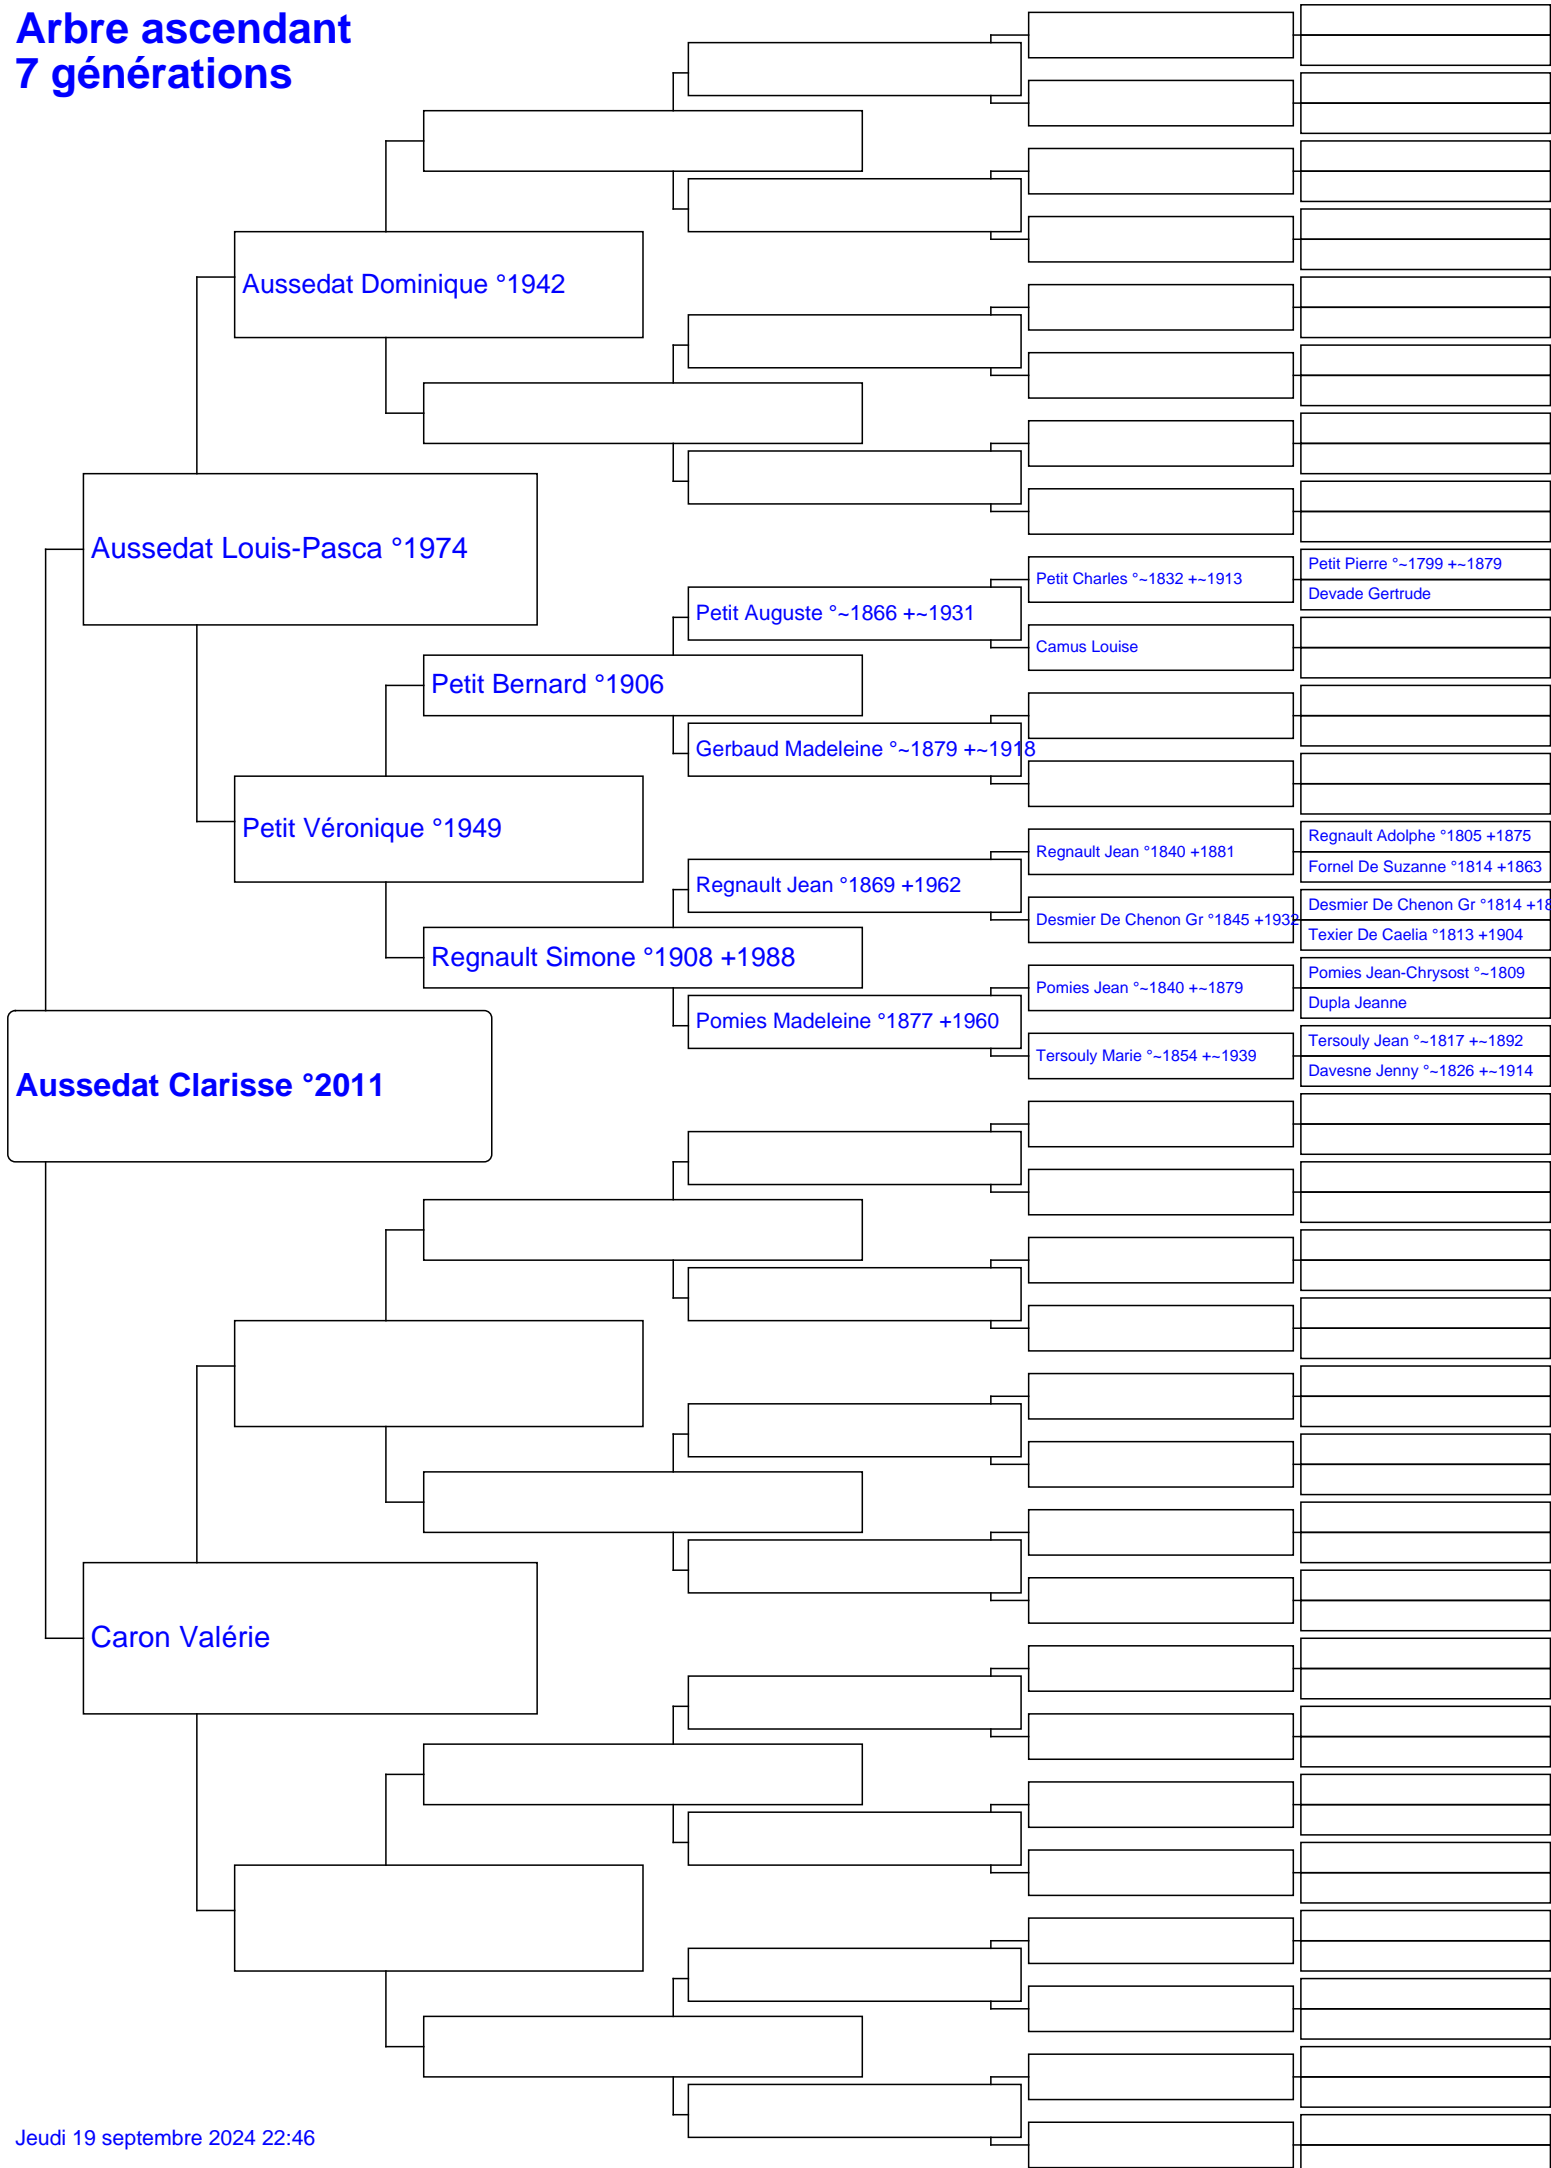 Arbre ascendant
7 générations
Aussedat Dominique °1942
Aussedat Louis-Pasca °1974
Petit Pierre °~1799 +~1879
Petit Charles °~1832 +~1913
Devade Gertrude
Petit Auguste °~1866 +~1931
Camus Louise
Petit Bernard °1906
Gerbaud Madeleine °~1879 +~1918
Petit Véronique °1949
Regnault Adolphe °1805 +1875
Regnault Jean °1840 +1881
Fornel De Suzanne °1814 +1863
Regnault Jean °1869 +1962
Desmier De Chenon Gr °1814 +18
Desmier De Chenon Gr °1845 +1932
Texier De Caelia °1813 +1904
Regnault Simone °1908 +1988
Pomies Jean-Chrysost °~1809
Pomies Jean °~1840 +~1879
Dupla Jeanne
Pomies Madeleine °1877 +1960
Tersouly Jean °~1817 +~1892
Tersouly Marie °~1854 +~1939
Davesne Jenny °~1826 +~1914
Aussedat Clarisse °2011
Caron Valérie
Jeudi 19 septembre 2024 22:46